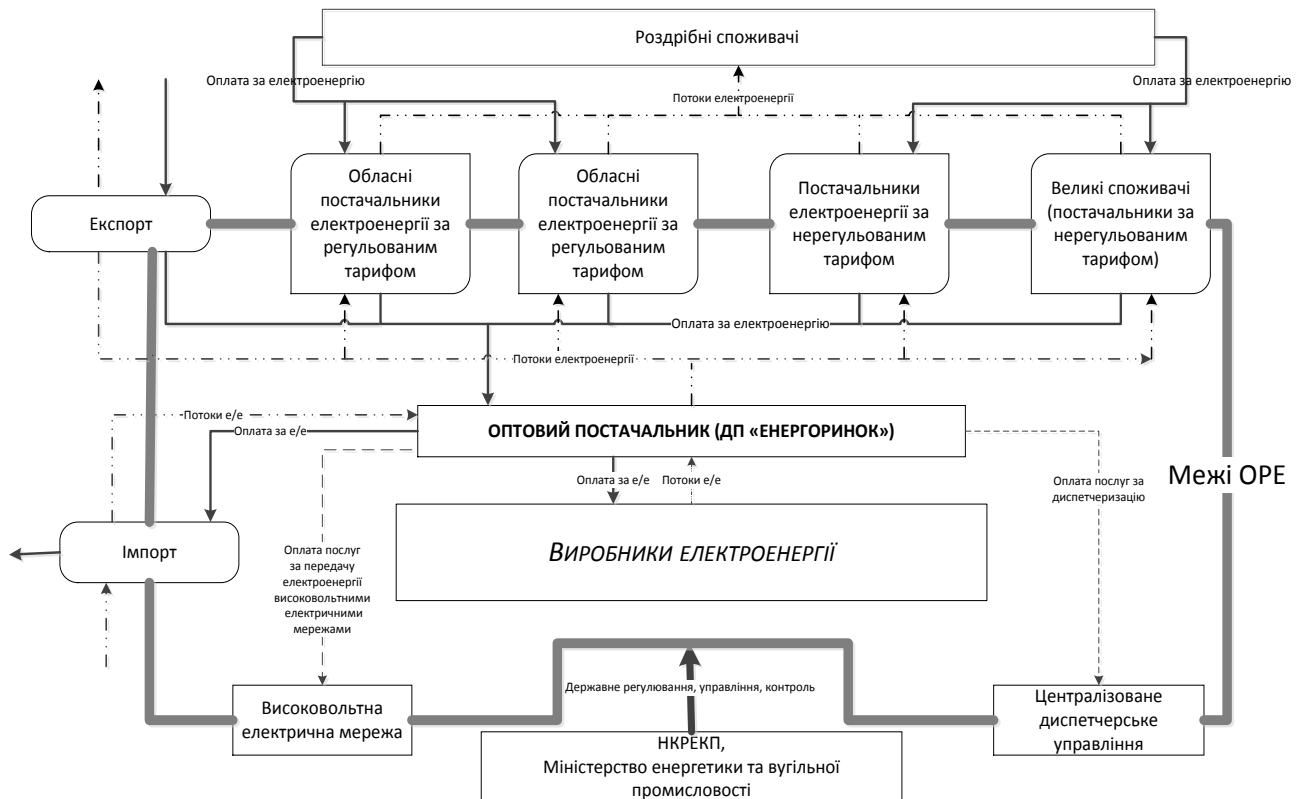 Роздрібні споживачі
Оплата за електроенергію
Оплата за електроенергію
Потоки електроенергії
Обласні
постачальники
електроенергії за
регульованим
тарифом
Обласні
постачальники
електроенергії за
регульованим
тарифом
Постачальники
електроенергії за
нерегульованим
тарифом
Великі споживачі
(постачальники за
нерегульованим
тарифом)
Експорт
Оплата за електроенергію
Потоки електроенергії
Потоки е/е
Оплата за е/е
ОПТОВИЙ ПОСТАЧАЛЬНИК (ДП «ЕНЕРГОРИНОК»)
Оплата за е/е
Потоки е/е
Оплата послуг за
диспетчеризацію
Межі ОРЕ
Імпорт
Оплата послуг
за передачу
електроенергії
високовольтними
електричними
мережами
ВИРОБНИКИ ЕЛЕКТРОЕНЕРГІЇ
Державне регулювання, управління, контроль
Високовольтна
електрична мережа
НКРЕКП,
Міністерство енергетики та вугільної
промисловості
Централізоване
диспетчерське
управління